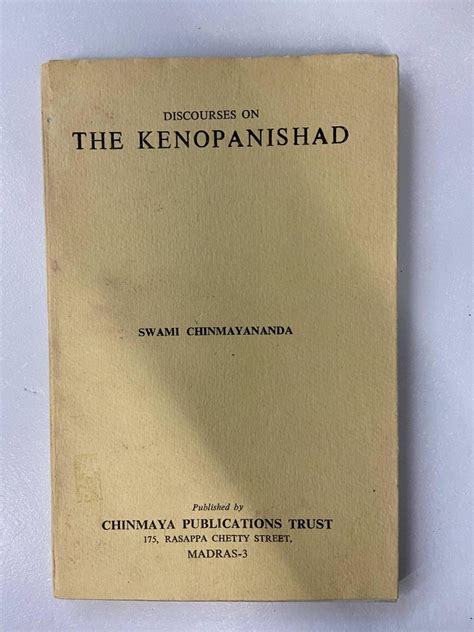 DISCOURSES ON
THE KENOPANISHAD
SWAMI CHINMAYANANDA
Published by
CHINMAYA PUBLICATIONS TRUST
175, RASAPPA CHETTY STREET,
MADRAS-3